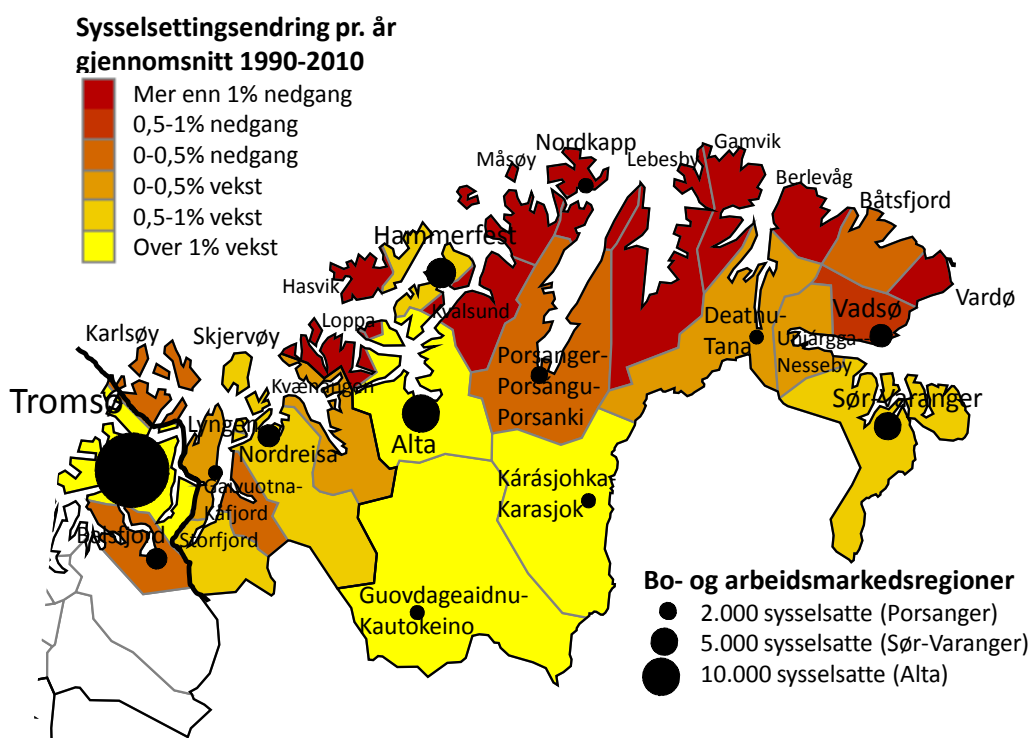 Sysselsettingsendring pr. år
gjennomsnitt 1990-2010
Mer enn 1% nedgang
0,5-1% nedgang
0-0,5% nedgang
0-0,5% vekst
0,5-1% vekst
Over 1% vekst
Nordkapp
Gamvik
Måsøy
Lebesby
Berlevåg
Båtsfjord
Hammerfest
Hasvik
Kvalsund
Vardø
Vadsø
Loppa
Karlsøy
Skjervøy
Deatnu-
Tana
Unjárgga-
Nesseby
Porsanger-
Porsáŋgu-
Porsanki
Kvænangen
Tromsø
Lyngen
Nordreisa
Alta
Sør-Varanger
Gáivuotna-
Kåfjord
Storfjord
Balsfjord
Kárásjohka-
Karasjok
Guovdageaidnu-
Kautokeino
Bo- og arbeidsmarkedsregioner
2.000 sysselsatte (Porsanger)
5.000 sysselsatte (Sør-Varanger)
10.000 sysselsatte (Alta)